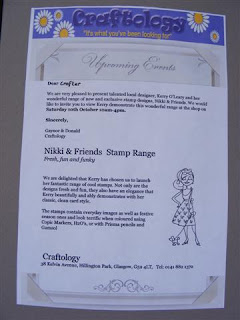 Craftology
"It's what you've been looking for"
Upcoming Events
Dear Crafter
We are very pleased to present talented local designer, Kerry O'Leary and her
wonderful range of new and exclusive stamp designs, Nikki & Friends. We would
like to invite you to view Kerry demonstrate this wonderful range at the shop on
Saturday 10th October 10am-4pm.
Sincerely,
Gaynor & Donald
Craftology
Nikki & Friends Stamp Range
Fresh, fun and funky
We are delighted that Kerry has chosen us to launch
her fantastic range of cool stamps. Not only are the
designs fresh and fun, they also have an elegance that
Kerry beautifully and ably demonstrates with her
classic, clean card style.
The stamps contain everyday images as well as festive
season ones and look terrific when coloured using
Copic Markers, H2O's, or with Prisma pencils and
Gamsol
Craftology
38 Kelvin Avenue, Hillington Park, Glasgow, G52 4LT, Tel: 0141 882 1270